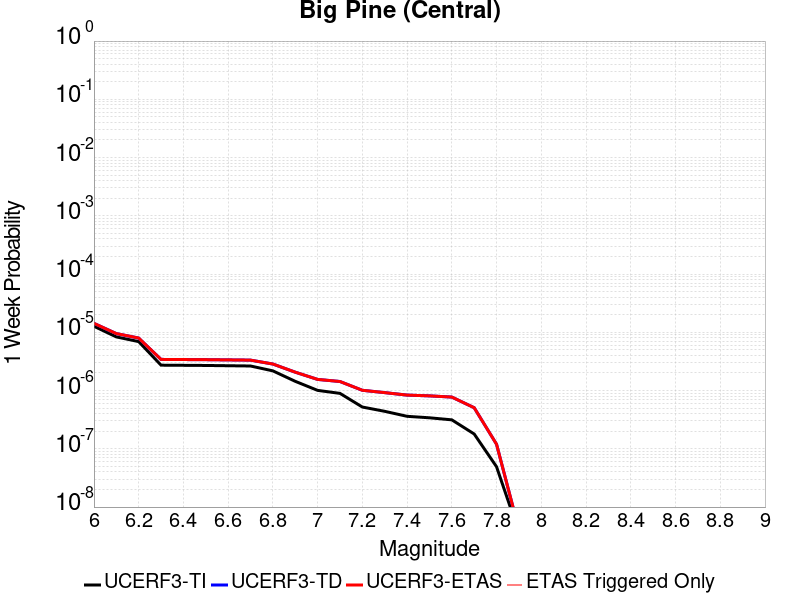 Big Pine (Central)
10^0
10^-1
10^-2
10^-3
10^-4
10^-5
10^-6
10^-7
10^-8
1 Week Probability
6 6.2 6.4 6.6 6.8 7 7.2 7.4 7.6 7.8 8 8.2 8.4 8.6 8.8 9
Magnitude
UCERF3-TI UCERF3-TD UCERF3-ETAS ETAS Triggered Only